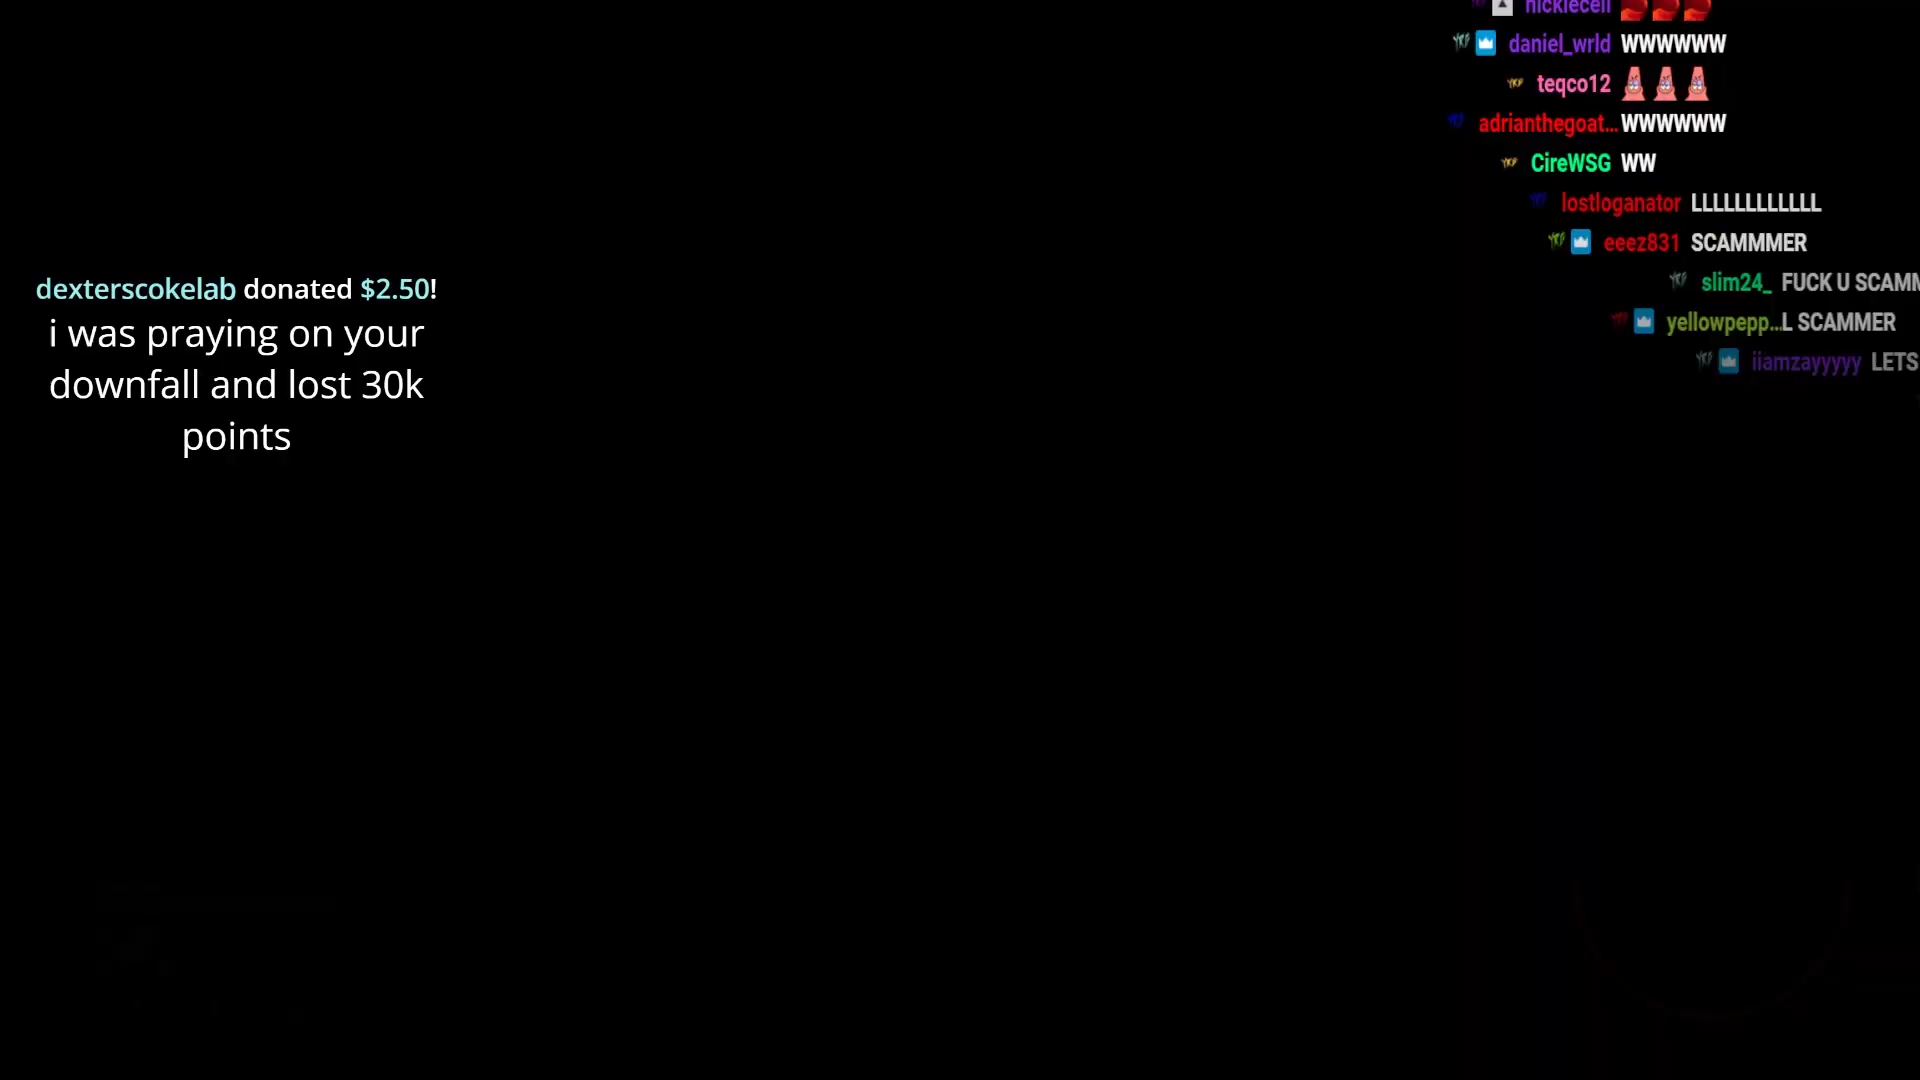 dexterscokelab donated $2.50!
i was praying on your
downfall and lost 30k
points
nicklecell
daniel_wrld WWWWWW
teqco12
adrianthegoat... WWWWWW
CireWSG WW
lostloganator LLLLLLLLLLLL
eeez831 SCAMMMER
slim24_ FUCK U SCAMM
yellowpepp...L SCAMMER
iiamzayyyyy LETS